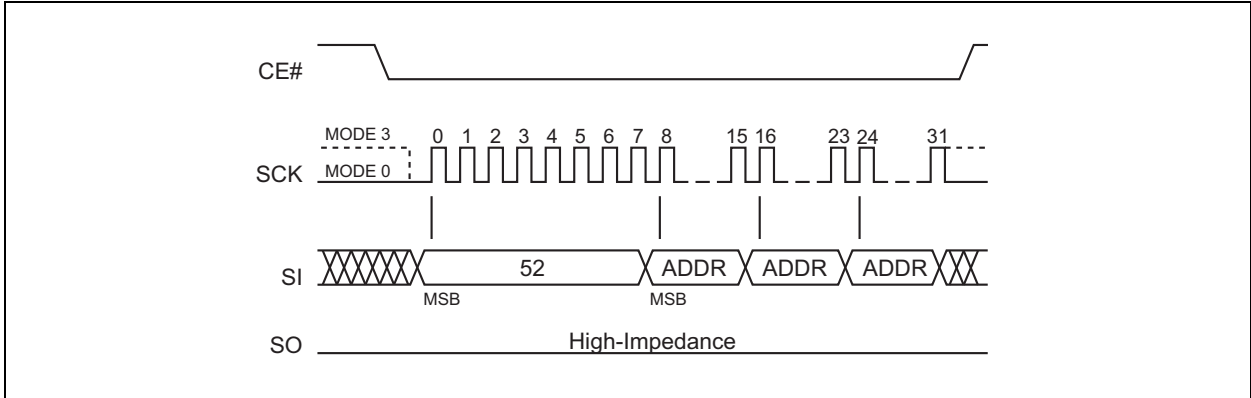 CE#
MODE 3 0 1 2 3 4 5 6 7 8 15 16 23 24 31
SCK MODE 0
SI 52 ADDR ADDR ADDR
MSB MSB
SO High-Impedance